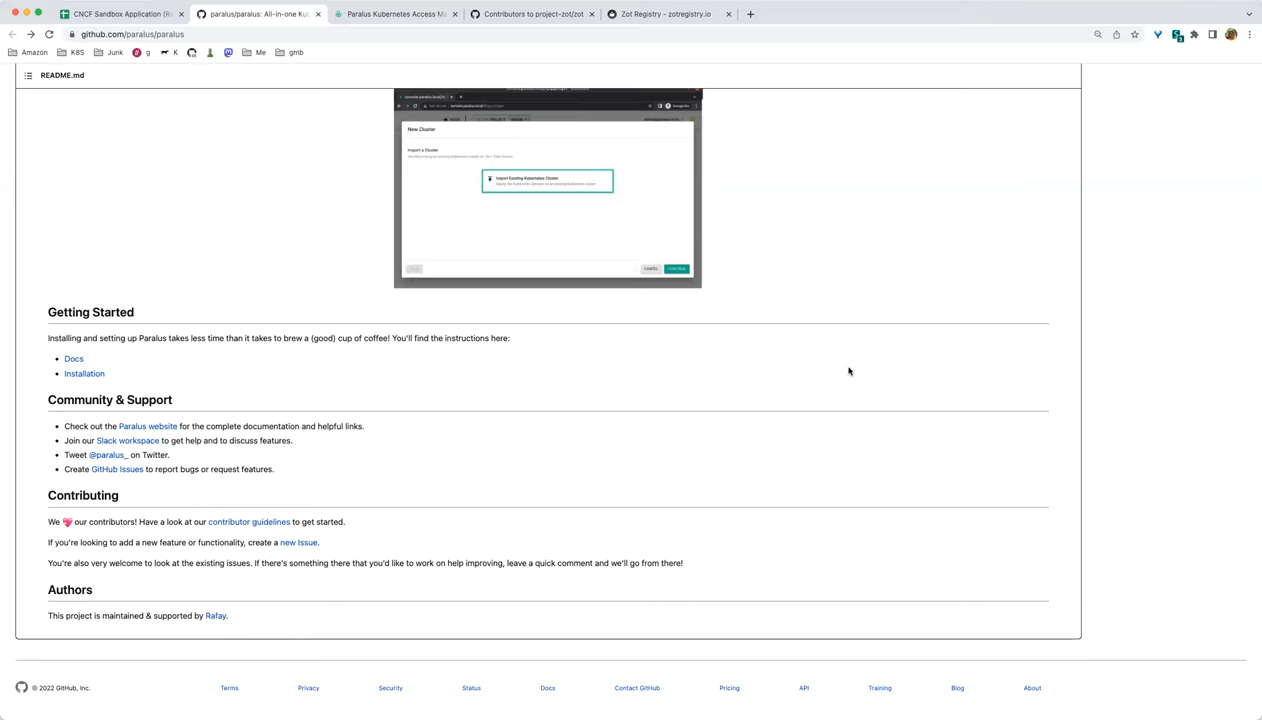 CNCF Sandbox Application (Re
paralus/paralus: All-in-one Ku
Paralus Kubernetes Access Ma
Contributors to project-zot/zot
Zot Registry - zotregistry.io
github.com/paralus/paralus
Amazon
K8S
Junk
g
K
Me
gmb
README.md
New Cluster
Import a Cluster
Import Existing Kubernetes Cluster
CANCEL
CONTINUE
Getting Started
Installing and setting up Paralus takes less time than it takes to brew a (good) cup of coffee! You'll find the instructions here:
• Docs
• Installation
Community & Support
• Check out the Paralus website for the complete documentation and helpful links.
• Join our Slack workspace to get help and to discuss features.
• Tweet @paralus_ on Twitter.
• Create GitHub Issues to report bugs or request features.
Contributing
We 💖 our contributors! Have a look at our contributor guidelines to get started.
If you're looking to add a new feature or functionality, create a new Issue.
You're also very welcome to look at the existing issues. If there's something there that you'd like to work on help improving, leave a quick comment and we'll go from there!
Authors
This project is maintained & supported by Rafay.
© 2022 GitHub, Inc.
Terms
Privacy
Security
Status
Docs
Contact GitHub
Pricing
API
Training
Blog
About